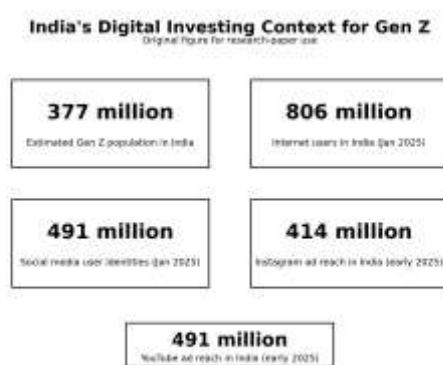 India's Digital Investing Context for Gen Z
Original figure for research-paper use
377 million
806 million
Estimated Gen Z population in India
Internet users in India (Jan 2025)
491 million
414 million
Social media user identities (Jan 2025)
Instagram ad reach in India (early 2025)
491 million
YouTube ad reach in India (early 2025)